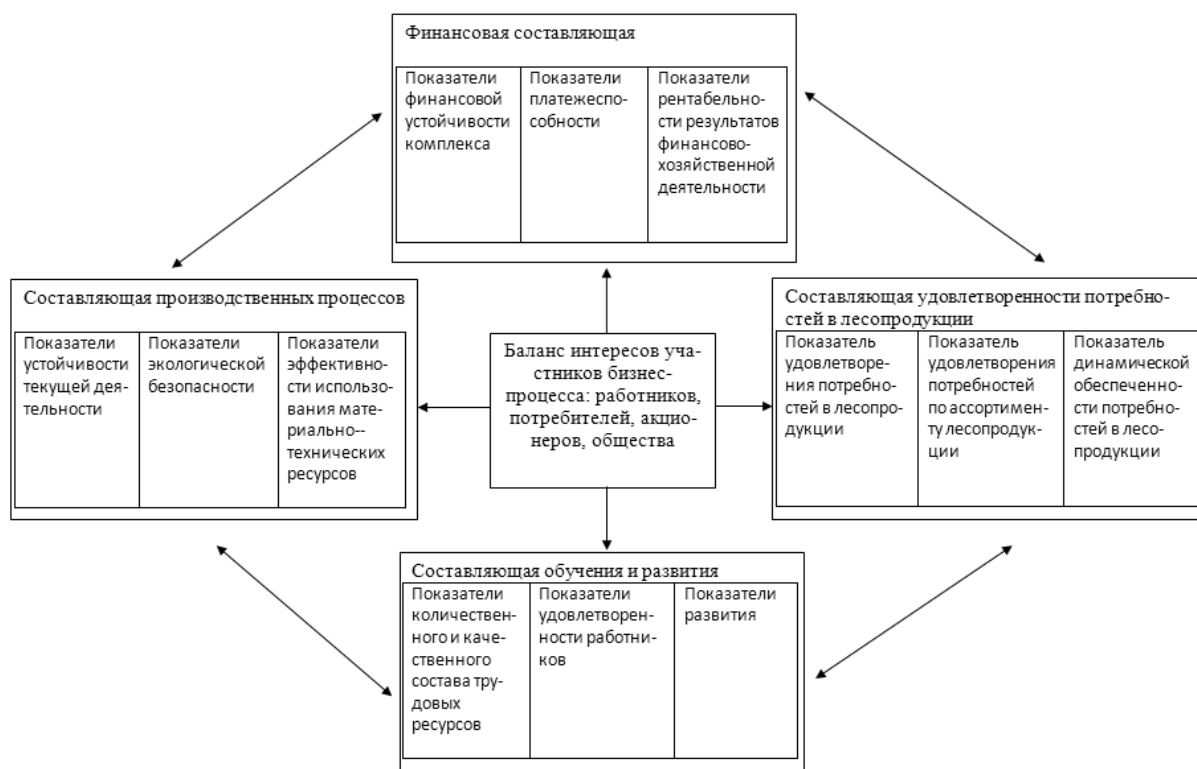 Финансовая составляющая
Показатели
финансовой
устойчивости
комплекса
Показатели
платежеспо-
собности
Показатели
рентабельно-
сти результатов
финансово-
хозяйственной
деятельности
Составляющая производственных процессов
Показатели
устойчивости
текущей дея-
тельности
Показатели
экологической
безопасности
Показатели
эффективно-
сти использо-
вания мате-
риально--
технических
ресурсов
Баланс интересов уча-
стников бизнес-
процесса: работников,
потребителей, акцио-
неров, общества
Составляющая удовлетворенности потребно-
стей в лесопродукции
Показатель
удовлетворе-
ния потребно-
стей в лесопро-
дукции
Показатель
удовлетворения
потребностей
по ассортимен-
ту лесопродук-
ции
Показатель
динамической
обеспеченно-
сти потребно-
стей в лесо-
продукции
Составляющая обучения и развития
Показатели
количествен-
ного и каче-
ственного
состава тру-
довых
ресурсов
Показатели
удовлетворен-
ности работни-
ков
Показатели
развития